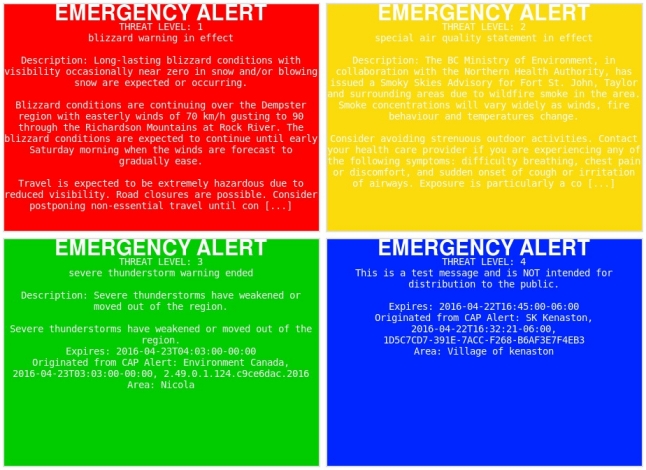 EMERGENCY ALERT
THREAT LEVEL: 1
blizzard warning in effect
Description: Long-lasting blizzard conditions with
visibility occasionally near zero in snow and/or blowing
snow are expected or occurring.
Blizzard conditions are continuing over the Dempster
region with easterly winds of 70 km/h gusting to 90
through the Richardson Mountains at Rock River. The
blizzard conditions are expected to continue until early
Saturday morning when the winds are forecast to
gradually ease.
Travel is expected to be extremely hazardous due to
reduced visibility. Road closures are possible. Consider
postponing non-essential travel until con [...]
EMERGENCY ALERT
THREAT LEVEL: 2
special air quality statement in effect
Description: The BC Ministry of Environment, in
collaboration with the Northern Health Authority, has
issued a Smoky Skies Advisory for Fort St. John, Taylor
and surrounding areas due to wildfire smoke in the area.
Smoke concentrations will vary widely as winds, fire
behaviour and temperatures change.
Consider avoiding strenuous outdoor activities. Contact
your health care provider if you are experiencing any of
the following symptoms: difficulty breathing, chest pain
or discomfort, and sudden onset of cough or irritation
of airways. Exposure is particularly a co [...]
EMERGENCY ALERT
THREAT LEVEL: 3
severe thunderstorm warning ended
Description: Severe thunderstorms have weakened or
moved out of the region.
Severe thunderstorms have weakened or moved out of the
region.
Expires: 2016-04-23T04:03:00-00:00
Originated from CAP Alert: Environment Canada,
2016-04-23T03:03:00-00:00, 2.49.0.1.124.c9ce6dac.2016
Area: Nicola
EMERGENCY ALERT
THREAT LEVEL: 4
This is a test message and is NOT intended for
distribution to the public.
Expires: 2016-04-22T16:45:00-06:00
Originated from CAP Alert: SK Kenaston,
2016-04-22T16:32:21-06:00,
1D5C7CD7-391E-7ACC-F268-B6AF3E7F4EB3
Area: Village of kenaston